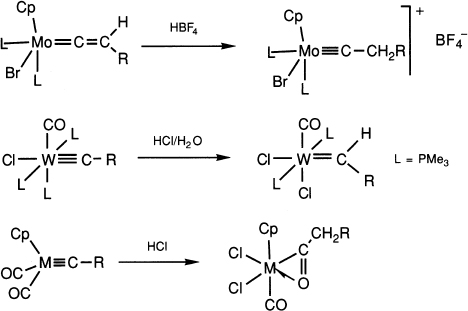 Cp
H
L Mo=C=C
R
Br
L
HBF₄
Cp
L Mo≡C–CH₂R
Br
L
+
BF₄⁻
CO
L
Cl–W≡C–R
L
L
HCl/H₂O
CO
L
H
Cl–W=C
L
R
Cl
L = PMe₃
Cp
M≡C–R
OC
OC
HCl
Cp
CH₂R
Cl
C
M
Cl
O
CO